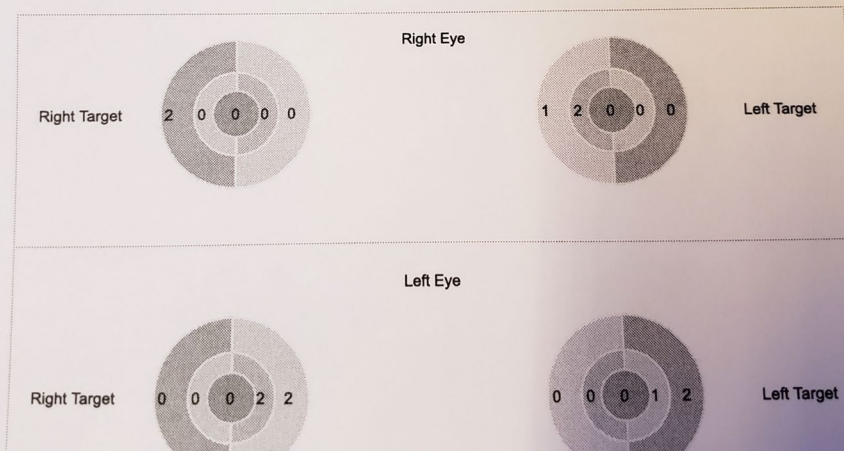 Right Eye
Right Target 2 0 0 0 0
1 2 0 0 0 Left Target
Left Eye
Right Target 0 0 0 2 2
0 0 0 1 2 Left Target